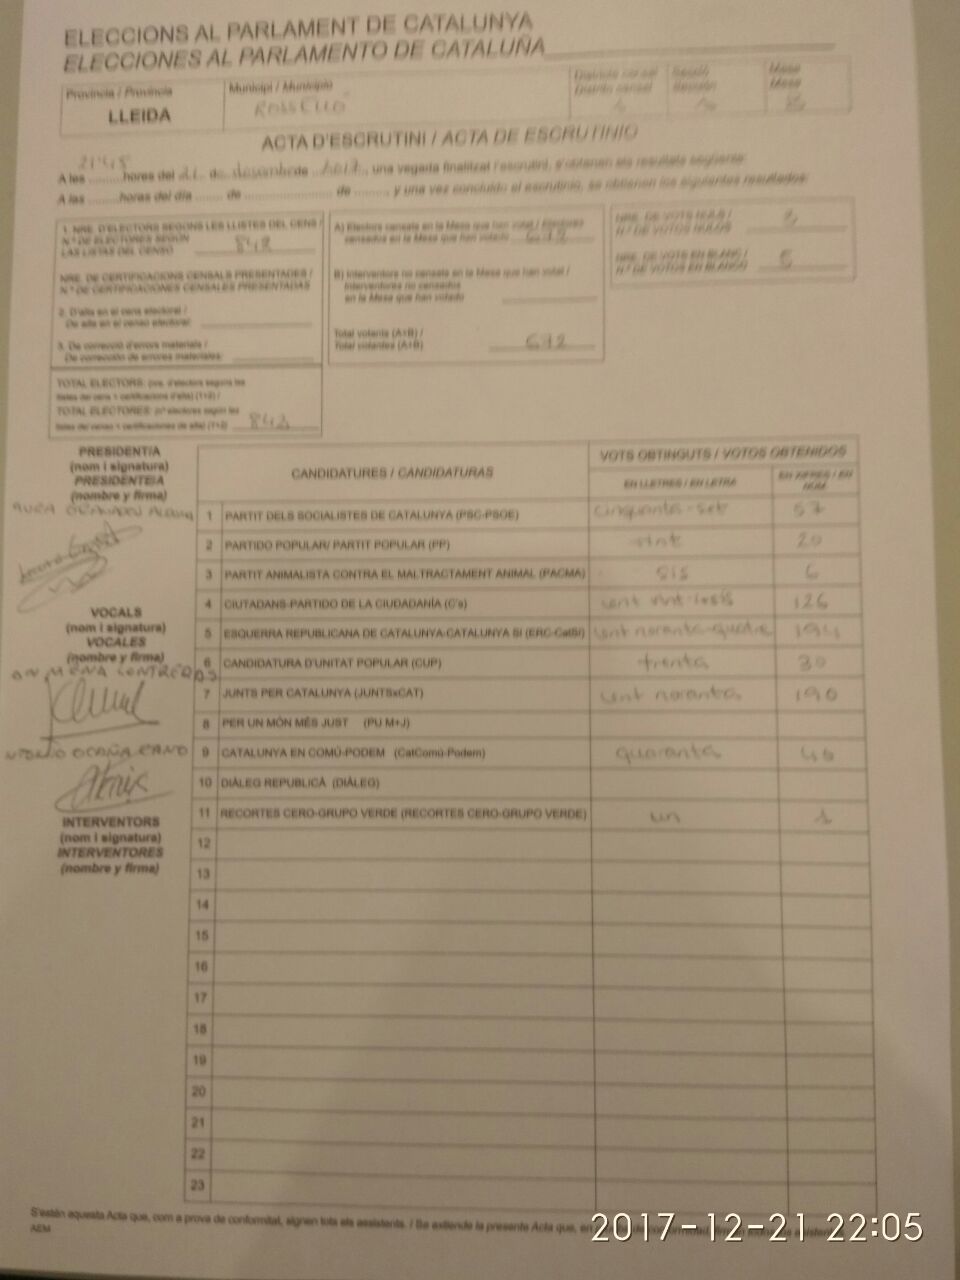 ELECCIONS AL PARLAMENT DE CATALUNYA
ELECCIONES AL PARLAMENTO DE CATALUÑA
Província / Provincia
LLEIDA
Municipi / Municipio
ROSSELLO
Districte censal
Distrito censal
Secció
Sección
Mesa
Mesa
B
ACTA D'ESCRUTINI / ACTA DE ESCRUTINIO
A les 21'45 hores del 21 de desembre de 2017, una vegada finalitzat l'escrutini, s'obtenen els resultats següents:
A las ......... horas del día ....... de ........................ de ........ y una vez concluido el escrutinio, se obtienen los siguientes resultados:
1. NRE. D'ELECTORS SEGONS LES LLISTES DEL CENS /
N.º DE ELECTORES SEGÚN
LAS LISTAS DEL CENSO
NRE. DE CERTIFICACIONS CENSALS PRESENTADES /
N.º DE CERTIFICACIONES CENSALES PRESENTADAS
2. D'alta en el cens electoral /
De alta en el censo electoral:
3. De correcció d'errors materials /
De corrección de errores materiales:
TOTAL ELECTORS: (nre. d'electors segons les
llistes del cens + certificacions d'alta) (1+2) /
TOTAL ELECTORES: (nº electores según las
listas del censo + certificaciones de alta) (1+2)
A) Electors censats en la Mesa que han votat / Electores
censados en la Mesa que han votado
B) Interventors no censats en la Mesa que han votat /
Interventores no censados
en la Mesa que han votado
Total votants (A+B) /
Total votantes (A+B) 672
NRE. DE VOTS NULS /
N.º DE VOTOS NULOS 2
NRE. DE VOTS EN BLANC /
N.º DE VOTOS EN BLANCO 5
PRESIDENT/A
(nom i signatura)
PRESIDENTE/A
(nombre y firma)
VOCALS
(nom i signatura)
VOCALES
(nombre y firma)
MENA CONTRERAS
OCAÑA CANO
INTERVENTORS
(nom i signatura)
INTERVENTORES
(nombre y firma)
CANDIDATURES / CANDIDATURAS
VOTS OBTINGUTS / VOTOS OBTENIDOS
EN LLETRES / EN LETRA
EN XIFRES / EN NÚM.
1 PARTIT DELS SOCIALISTES DE CATALUNYA (PSC-PSOE) cinquanta-set 57
2 PARTIDO POPULAR/ PARTIT POPULAR (PP) vint 20
3 PARTIT ANIMALISTA CONTRA EL MALTRACTAMENT ANIMAL (PACMA) sis 6
4 CIUTADANS-PARTIDO DE LA CIUDADANÍA (C's) cent vint-i-sis 126
5 ESQUERRA REPUBLICANA DE CATALUNYA-CATALUNYA SÍ (ERC-CatSí) cent noranta-quatre 194
6 CANDIDATURA D'UNITAT POPULAR (CUP) trenta 30
7 JUNTS PER CATALUNYA (JUNTSxCAT) cent noranta 190
8 PER UN MÓN MÉS JUST (PU M+J)
9 CATALUNYA EN COMÚ-PODEM (CatComú-Podem) quaranta 40
10 DIÀLEG REPUBLICÀ (DIÀLEG)
11 RECORTES CERO-GRUPO VERDE (RECORTES CERO-GRUPO VERDE) un 1
12
13
14
15
16
17
18
19
20
21
22
23
S'estén aquesta Acta que, com a prova de conformitat, signen tots els assistents. / Se extiende la presente Acta que, en
AEM
2017-12-21 22:05